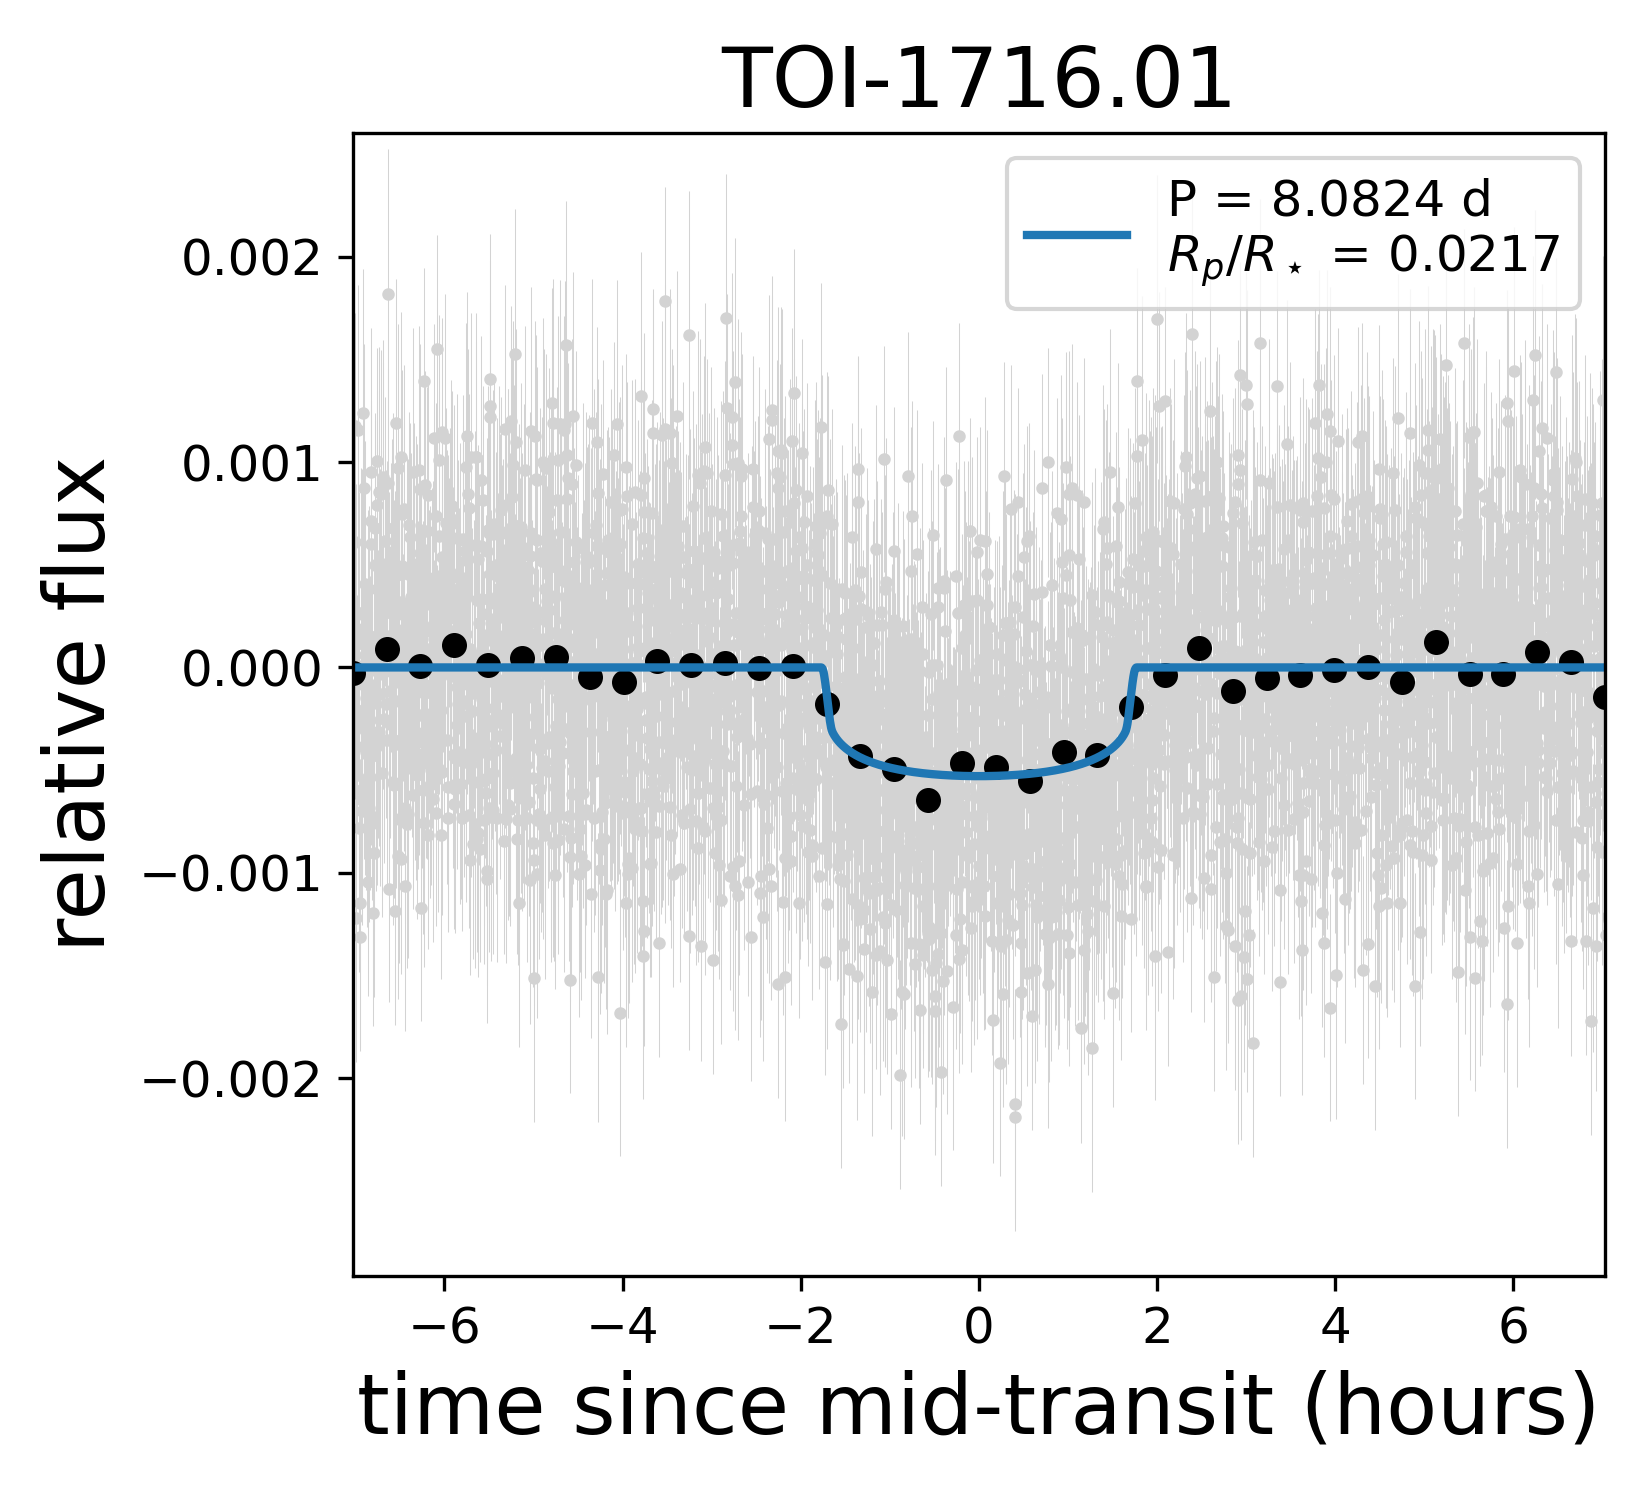 TOI-1716.01
P = 8.0824 d
R_p/R⋆ = 0.0217
relative flux
0.002
0.001
0.000
−0.001
−0.002
−6 −4 −2 0 2 4 6
time since mid-transit (hours)